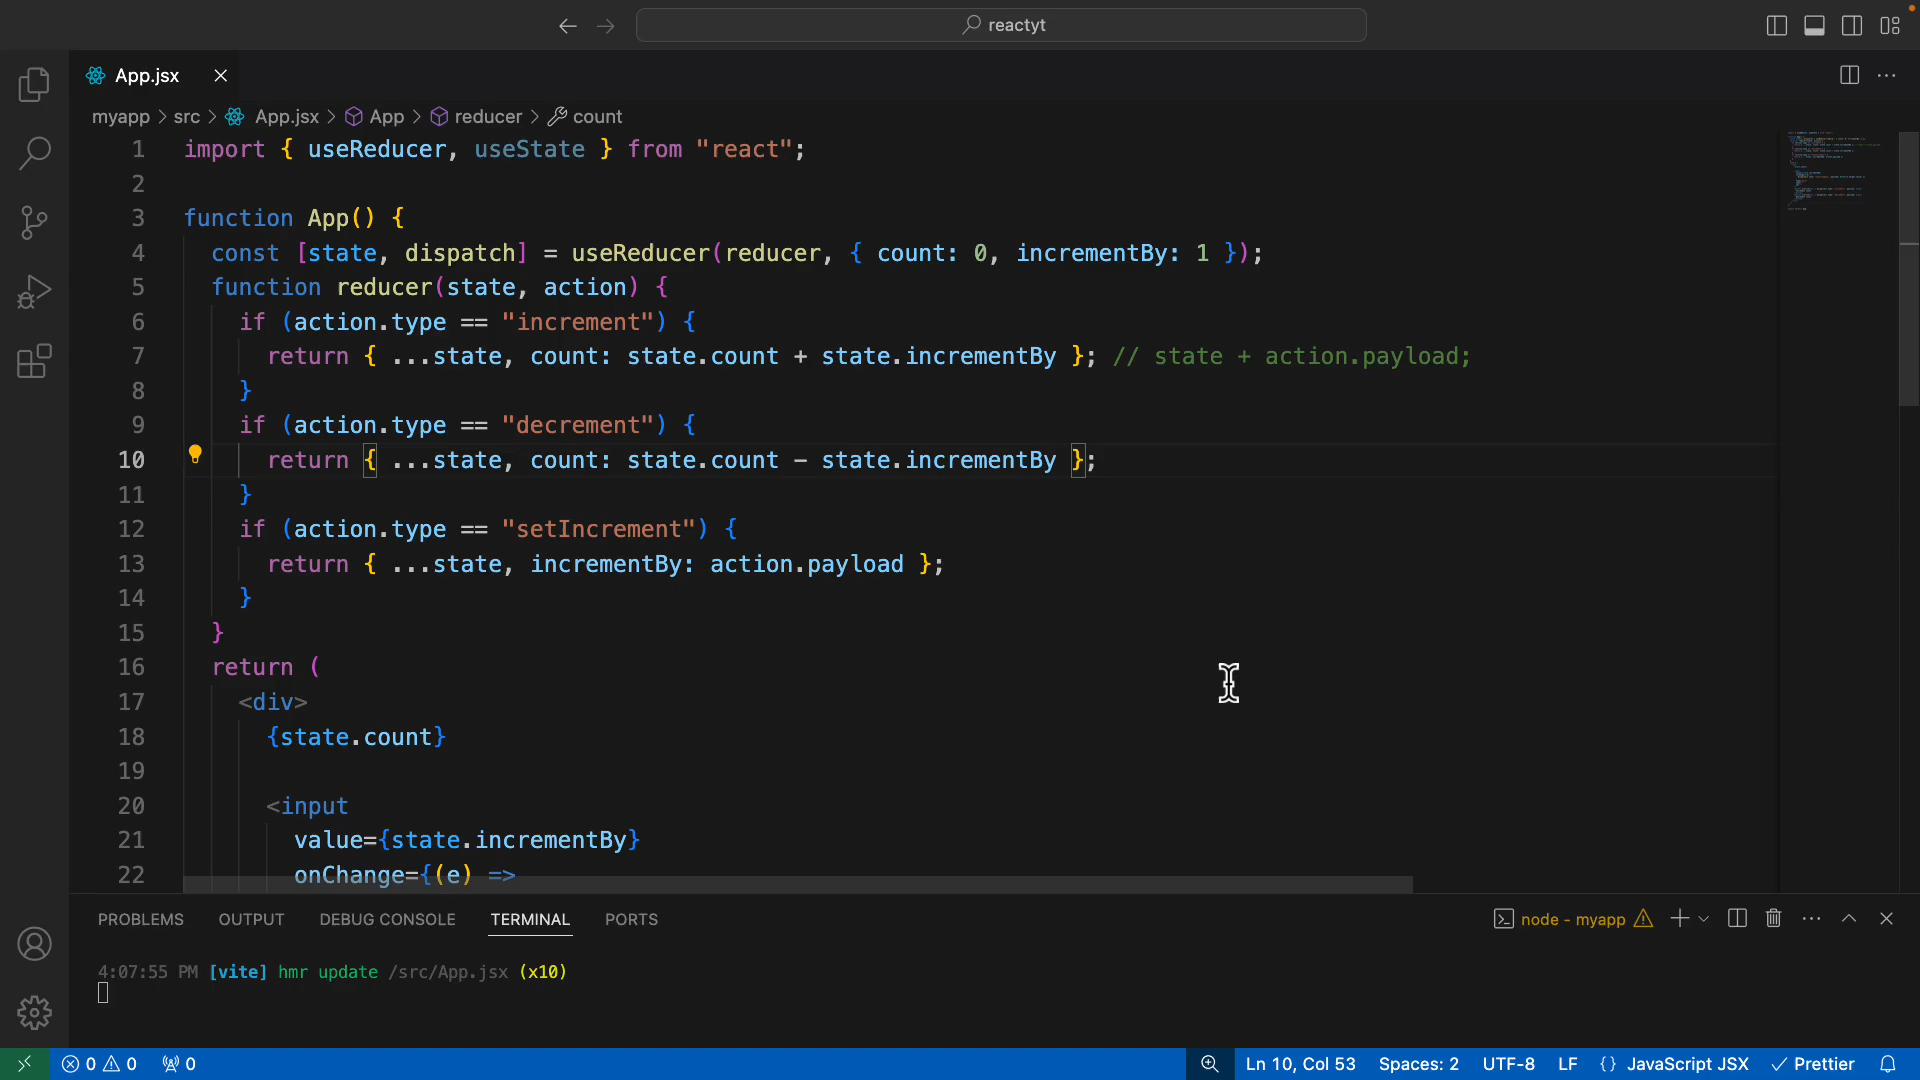 reactyt
App.jsx
myapp > src > App.jsx > App > reducer > count
1 import { useReducer, useState } from "react";
2
3 function App() {
4 const [state, dispatch] = useReducer(reducer, { count: 0, incrementBy: 1 });
5 function reducer(state, action) {
6 if (action.type == "increment") {
7 return { ...state, count: state.count + state.incrementBy }; // state + action.payload;
8 }
9 if (action.type == "decrement") {
10 return { ...state, count: state.count - state.incrementBy };
11 }
12 if (action.type == "setIncrement") {
13 return { ...state, incrementBy: action.payload };
14 }
15 }
16 return (
17 <div>
18 {state.count}
19
20 <input
21 value={state.incrementBy}
22 onChange={(e) =>
PROBLEMS OUTPUT DEBUG CONSOLE TERMINAL PORTS node - myapp
4:07:55 PM [vite] hmr update /src/App.jsx (x10)
0 0 0 Ln 10, Col 53 Spaces: 2 UTF-8 LF {} JavaScript JSX Prettier